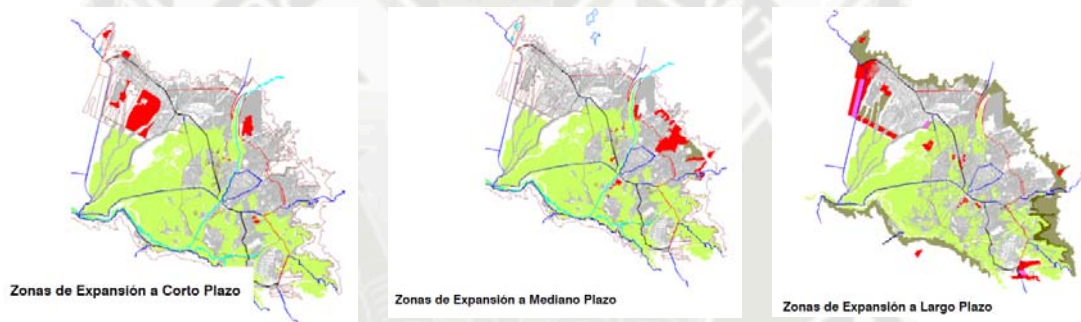 Zonas de Expansión a Corto Plazo
Zonas de Expansión a Mediano Plazo
Zonas de Expansión a Largo Plazo